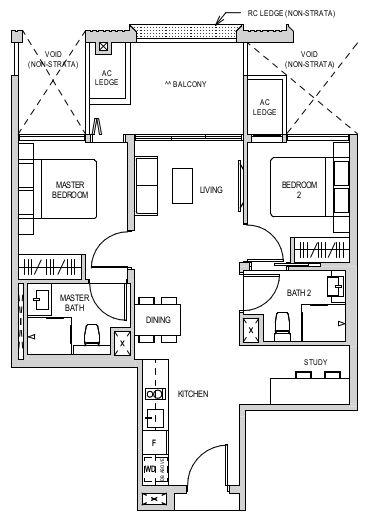 RC LEDGE (NON-STRATA)
VOID
(NON-STRATA)
VOID
(NON-STRATA)
AC
LEDGE
^^ BALCONY
AC
LEDGE
MASTER
BEDROOM
LIVING
BEDROOM
2
MASTER
BATH
BATH 2
DINING
X
X
STUDY
KITCHEN
F
WD
X